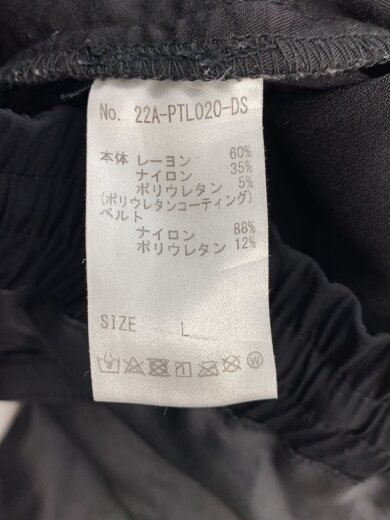 No. 22A-PTL020-DS
本体 レーヨン 60%
ナイロン 35%
ポリウレタン 5%
(ポリウレタンコーティング)
ベルト
ナイロン 88%
ポリウレタン 12%
SIZE L
W